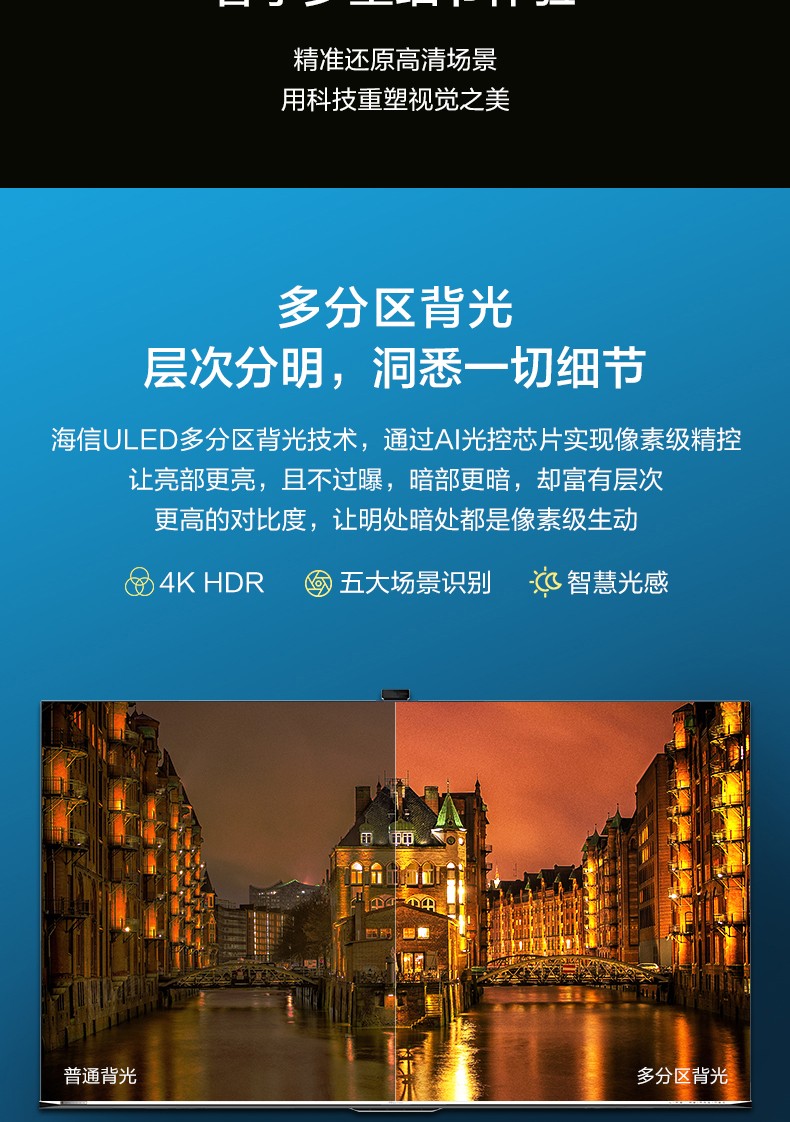 精准还原高清场景
用科技重塑视觉之美
多分区背光
层次分明，洞悉一切细节
海信ULED多分区背光技术，通过AI光控芯片实现像素级精控
让亮部更亮，且不过曝，暗部更暗，却富有层次
更高的对比度，让明处暗处都是像素级生动
4K HDR 五大场景识别 智慧光感
普通背光 多分区背光